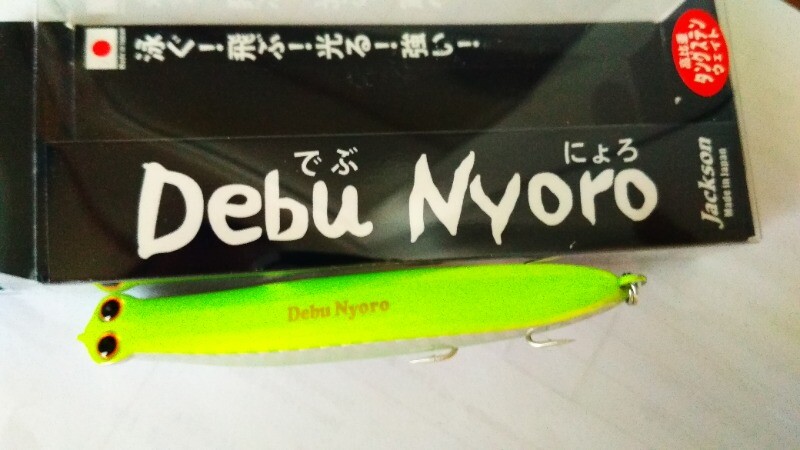 泳ぐ!飛ぶ!光る!強い!
高比重
タングステン
ウェイト
でぶ にょろ
Debu Nyoro
Jackson
Made in Japan
Debu Nyoro